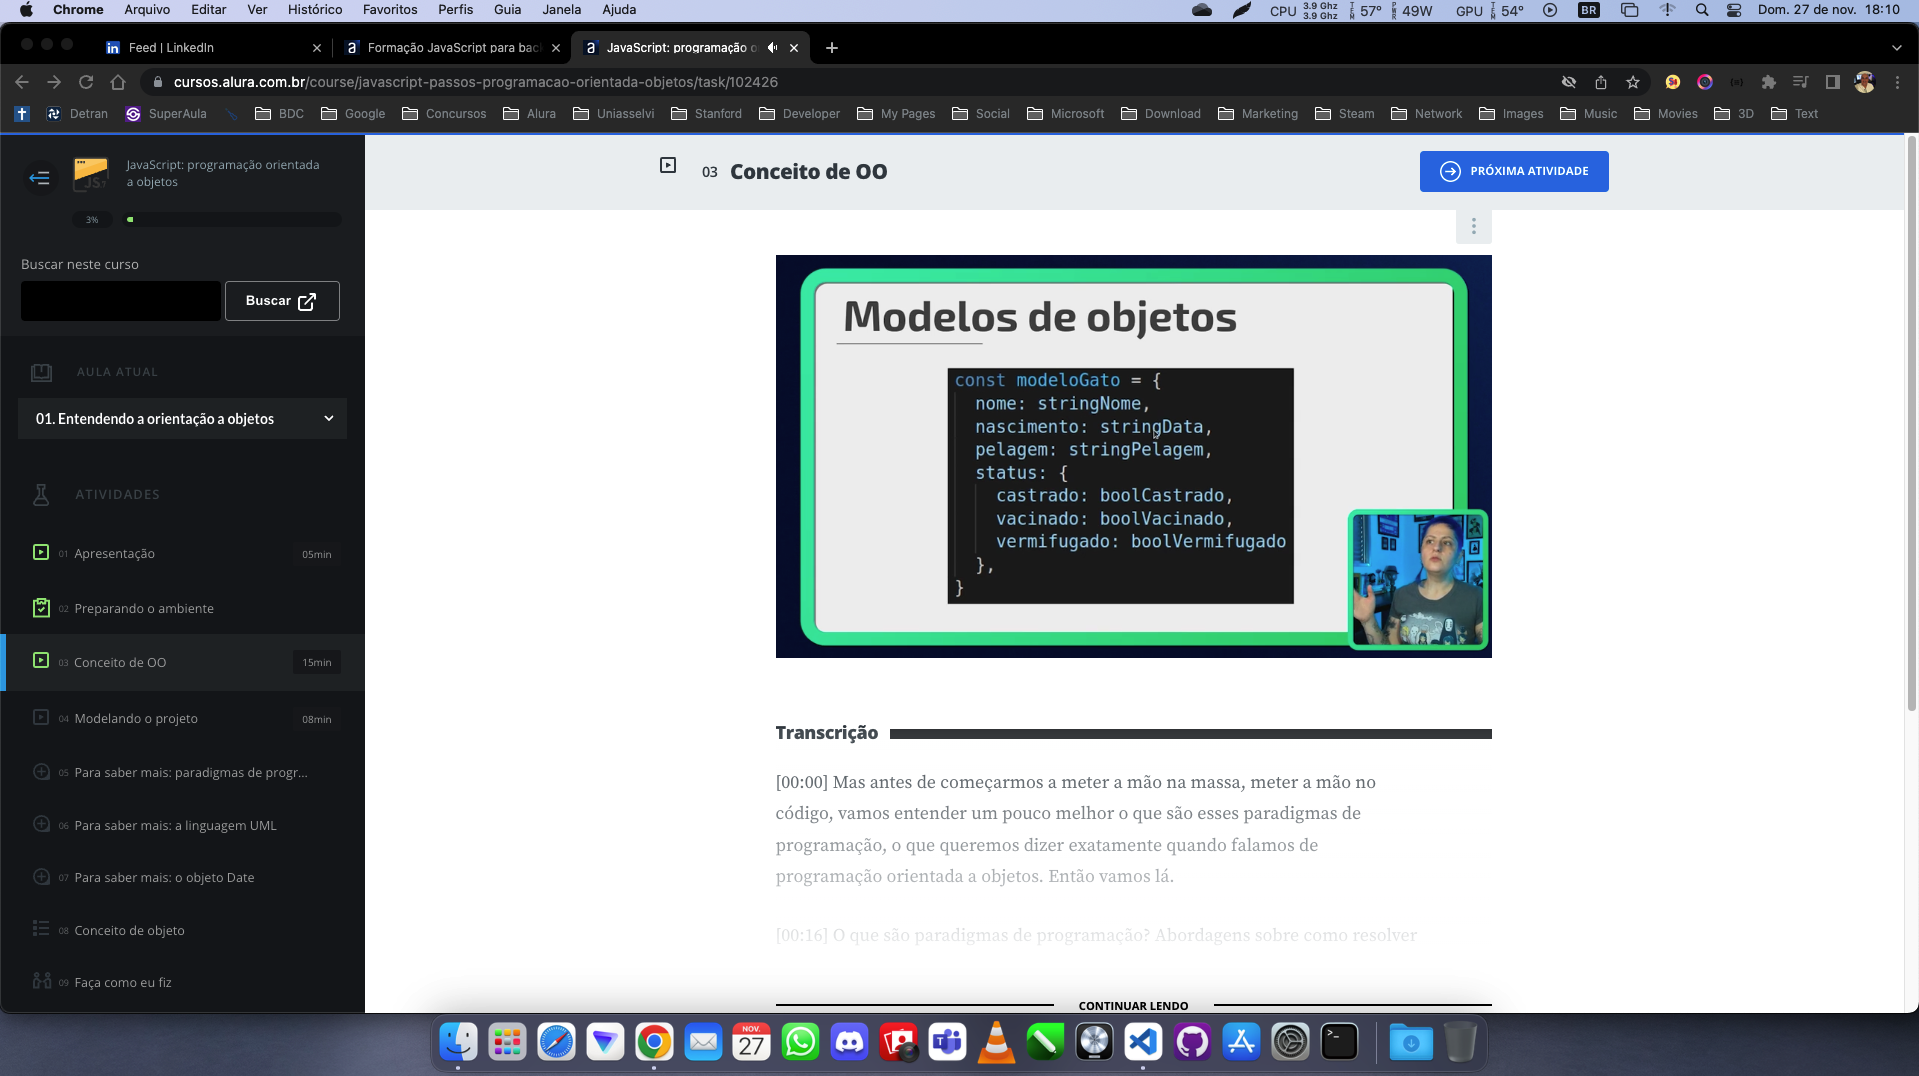 Chrome Arquivo Editar Ver Histórico Favoritos Perfis Guia Janela Ajuda CPU 3.9 Ghz 3.9 Ghz 57° 49W GPU 54° BR Dom. 27 de nov. 18:10
Feed | LinkedIn
Formação JavaScript para bac
JavaScript: programação o
cursos.alura.com.br/course/javascript-passos-programacao-orientada-objetos/task/102426
Detran SuperAula BDC Google Concursos Alura Uniasselvi Stanford Developer My Pages Social Microsoft Download Marketing Steam Network Images Music Movies 3D Text
JavaScript: programação orientada
a objetos
3%
Buscar neste curso
Buscar
AULA ATUAL
01. Entendendo a orientação a objetos
ATIVIDADES
01 Apresentação 05min
02 Preparando o ambiente
03 Conceito de OO 15min
04 Modelando o projeto 08min
05 Para saber mais: paradigmas de progr...
06 Para saber mais: a linguagem UML
07 Para saber mais: o objeto Date
08 Conceito de objeto
09 Faça como eu fiz
03 Conceito de OO
PRÓXIMA ATIVIDADE
Modelos de objetos
const modeloGato = {
nome: stringNome,
nascimento: stringData,
pelagem: stringPelagem,
status: {
castrado: boolCastrado,
vacinado: boolVacinado,
vermifugado: boolVermifugado
},
}
Transcrição
[00:00] Mas antes de começarmos a meter a mão na massa, meter a mão no
código, vamos entender um pouco melhor o que são esses paradigmas de
programação, o que queremos dizer exatamente quando falamos de
programação orientada a objetos. Então vamos lá.
[00:16] O que são paradigmas de programação? Abordagens sobre como resolver
CONTINUAR LENDO
NOV.
27